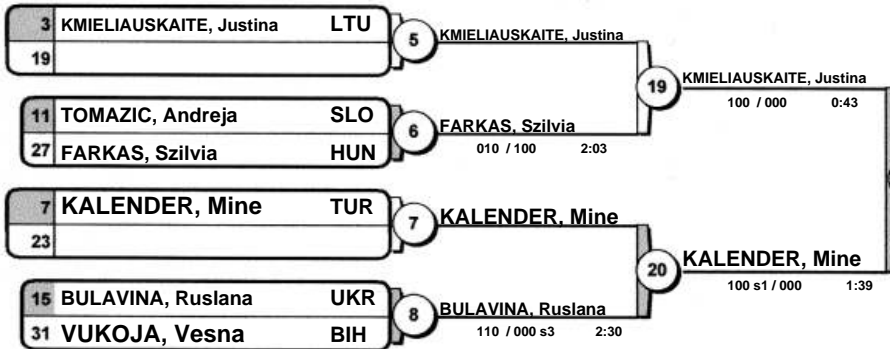 3 KMIELIAUSKAITE, Justina LTU
19
5
KMIELIAUSKAITE, Justina
11 TOMAZIC, Andreja SLO
27 FARKAS, Szilvia HUN
6
FARKAS, Szilvia
010 / 100 2:03
19
KMIELIAUSKAITE, Justina
100 / 000 0:43
7 KALENDER, Mine TUR
23
7
KALENDER, Mine
15 BULAVINA, Ruslana UKR
31 VUKOJA, Vesna BIH
8
BULAVINA, Ruslana
110 / 000 s3 2:30
20
KALENDER, Mine
100 s1 / 000 1:39